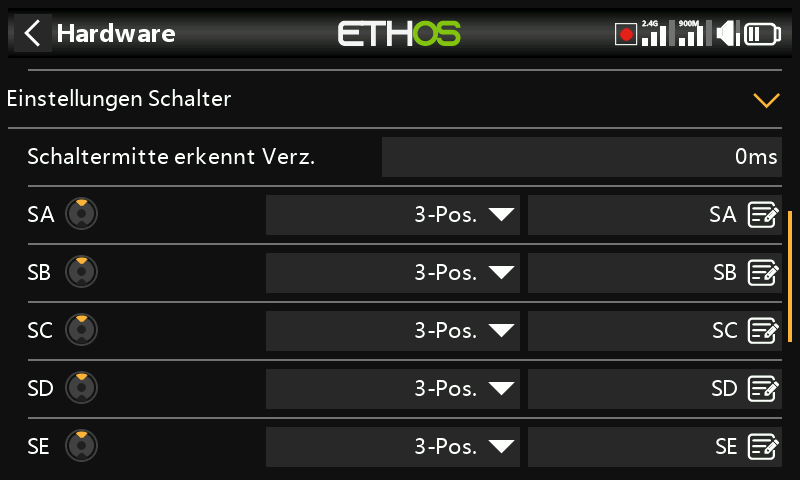 Hardware ETHOS 2.4G 900M
Einstellungen Schalter
Schaltermitte erkennt Verz. 0ms
SA 3-Pos. SA
SB 3-Pos. SB
SC 3-Pos. SC
SD 3-Pos. SD
SE 3-Pos. SE